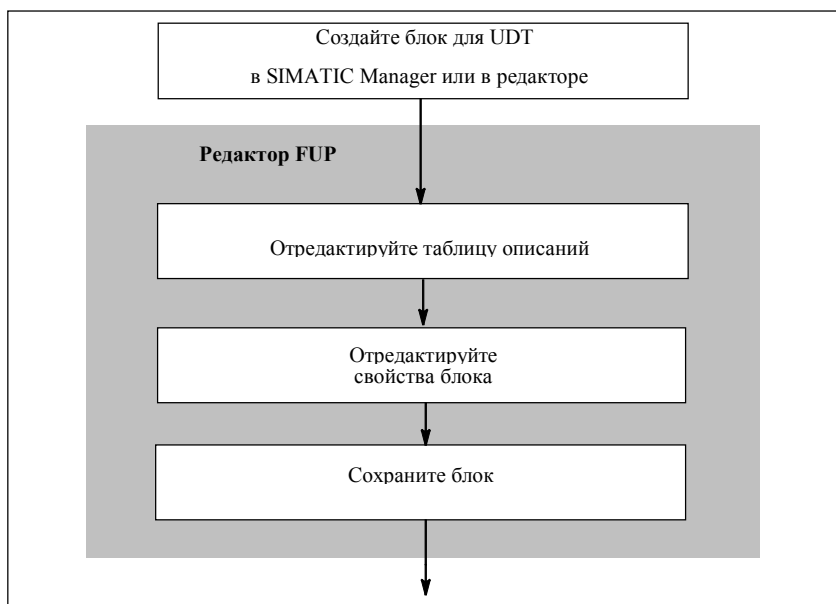 Создайте блок для UDT
в SIMATIC Manager или в редакторе
Редактор FUP
Отредактируйте таблицу описаний
Отредактируйте
свойства блока
Сохраните блок